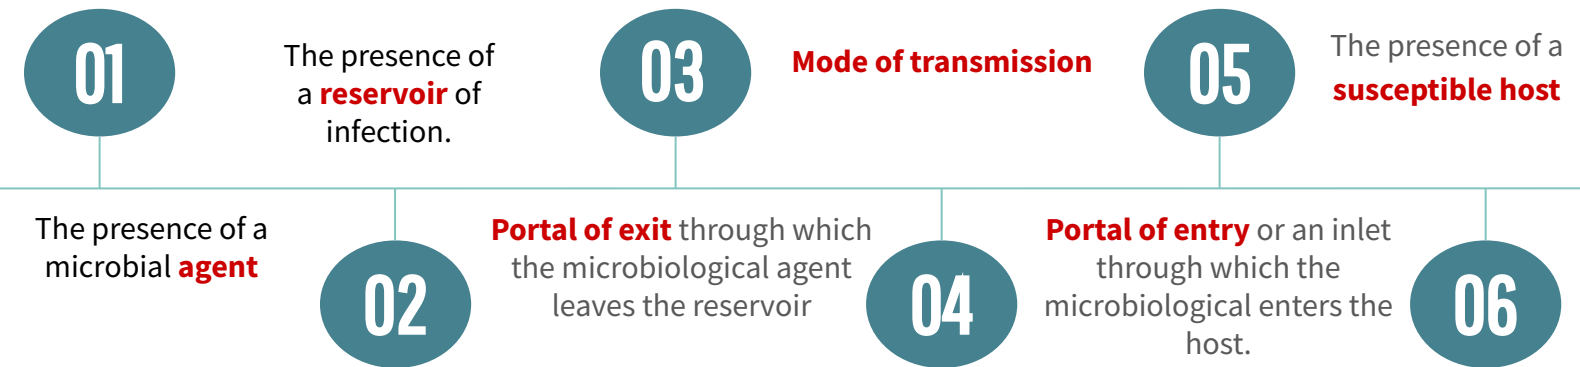 01
The presence of a
microbial agent
02
The presence of
a reservoir of
infection.
03
Portal of exit through which
the microbiological agent
leaves the reservoir
04
Mode of transmission
05
Portal of entry or an inlet
through which the
microbiological enters the
host.
06
The presence of a
susceptible host